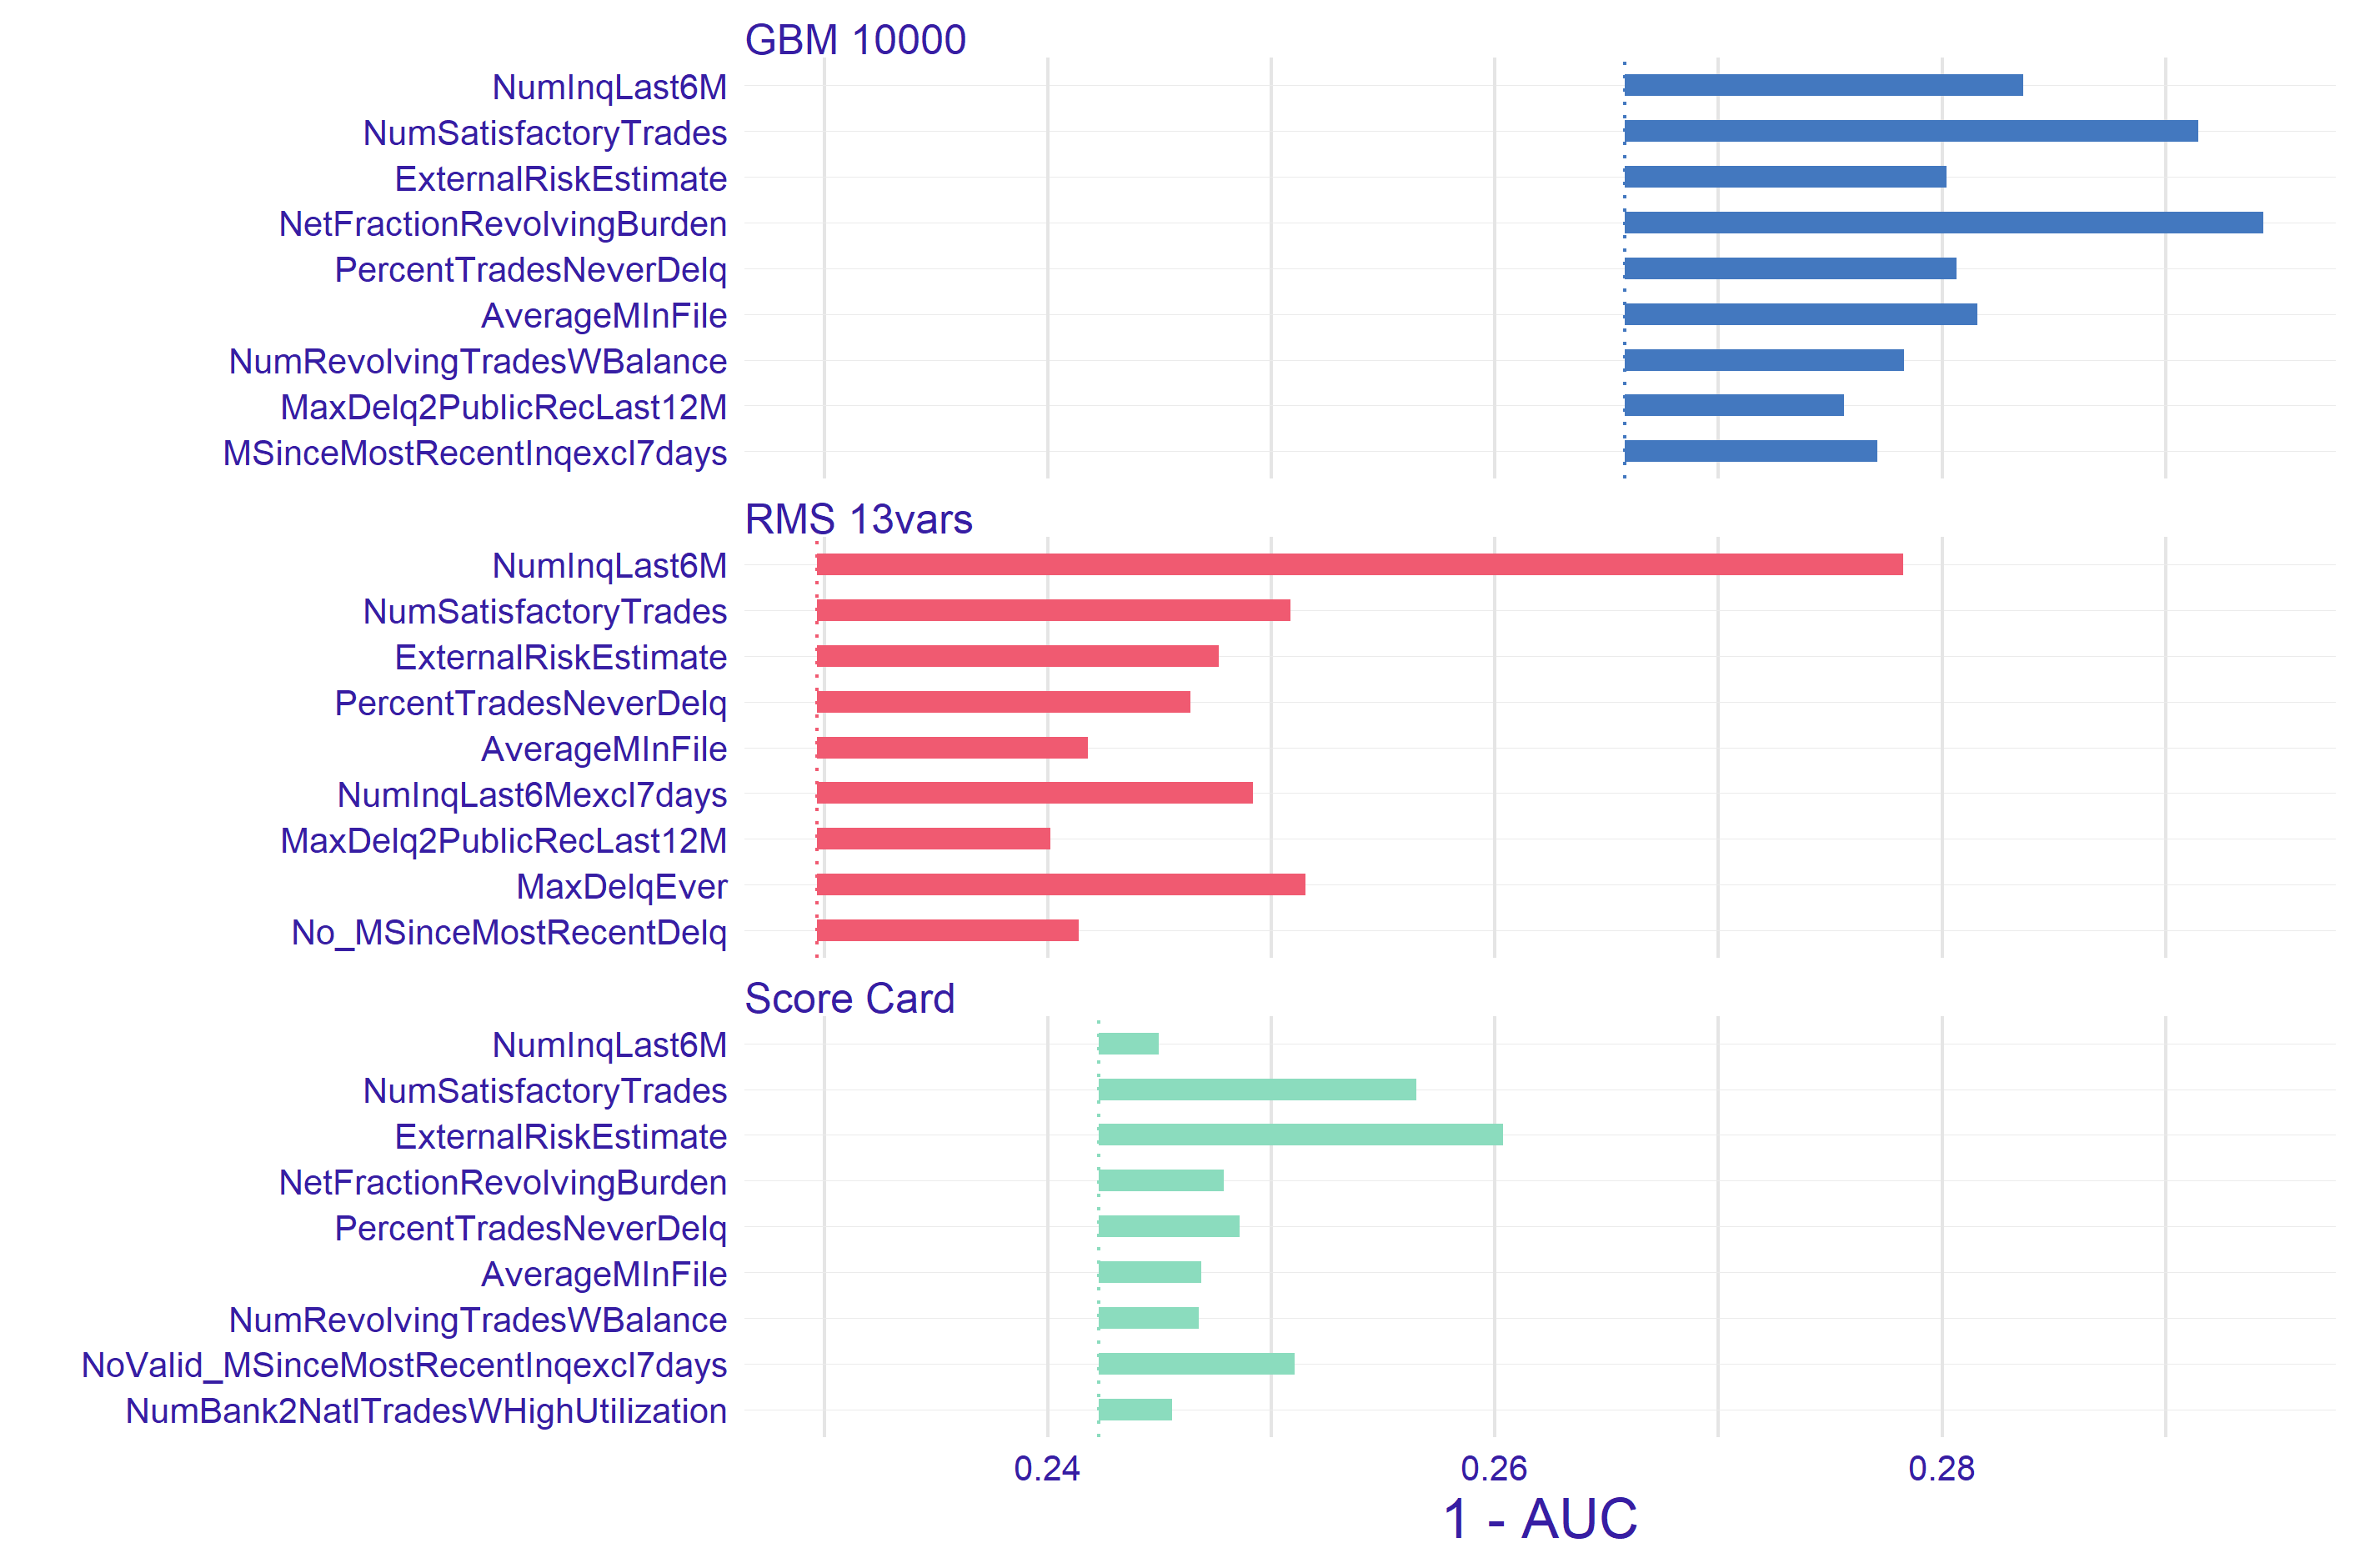 GBM 10000
NumInqLast6M
NumSatisfactoryTrades
ExternalRiskEstimate
NetFractionRevolvingBurden
PercentTradesNeverDelq
AverageMInFile
NumRevolvingTradesWBalance
MaxDelq2PublicRecLast12M
MSinceMostRecentInqexcl7days
RMS 13vars
NumInqLast6M
NumSatisfactoryTrades
ExternalRiskEstimate
PercentTradesNeverDelq
AverageMInFile
NumInqLast6Mexcl7days
MaxDelq2PublicRecLast12M
MaxDelqEver
No_MSinceMostRecentDelq
Score Card
NumInqLast6M
NumSatisfactoryTrades
ExternalRiskEstimate
NetFractionRevolvingBurden
PercentTradesNeverDelq
AverageMInFile
NumRevolvingTradesWBalance
NoValid_MSinceMostRecentInqexcl7days
NumBank2NatlTradesWHighUtilization
0.24 0.26 0.28
1 - AUC